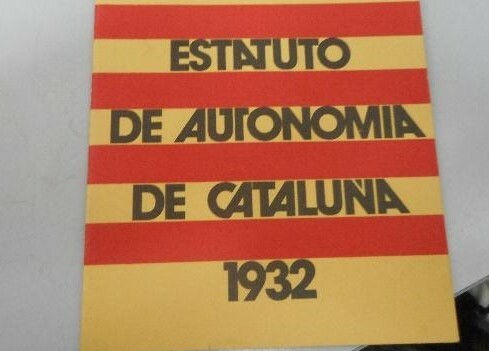 ESTATUTO
DE AUTONOMIA
DE CATALUÑA
1932